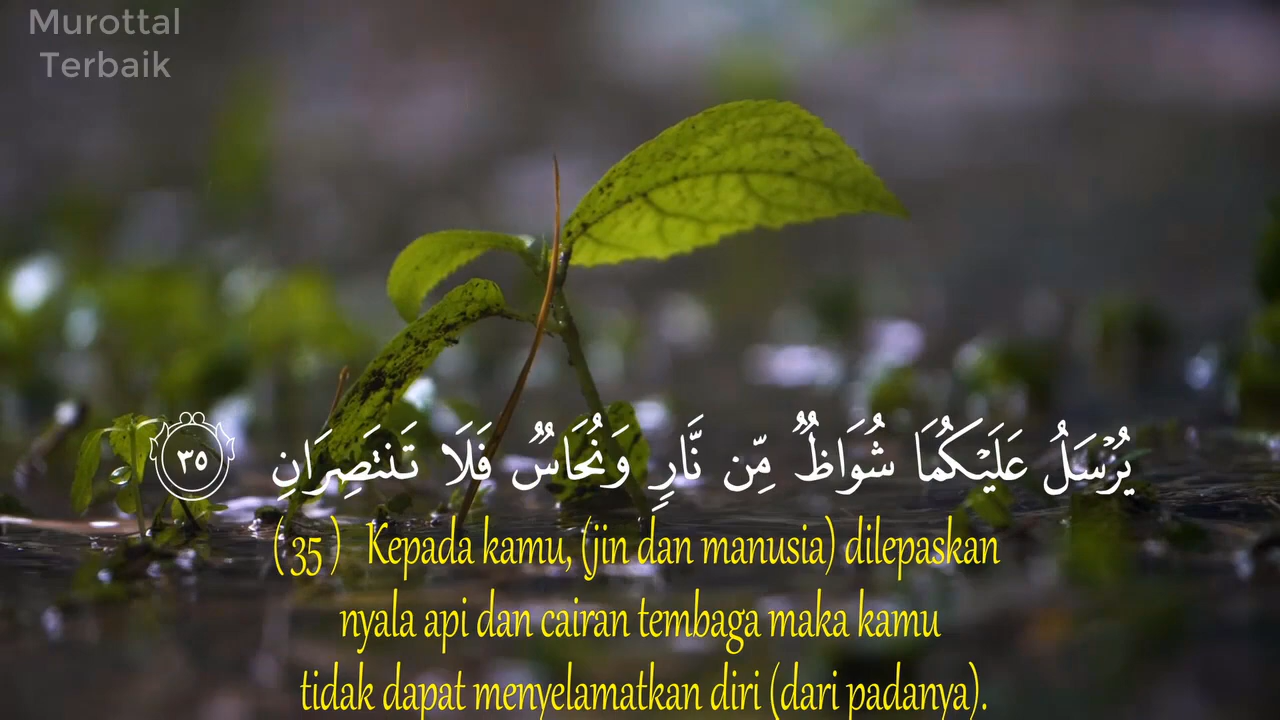 Murottal
Terbaik
يُرْسَلُ عَلَيْكُمَا شُوَاظٌ مِّن نَّارٍ وَنُحَاسٌ فَلَا تَنتَصِرَانِ ٣٥
( 35 ) Kepada kamu, (jin dan manusia) dilepaskan
nyala api dan cairan tembaga maka kamu
tidak dapat menyelamatkan diri (dari padanya).